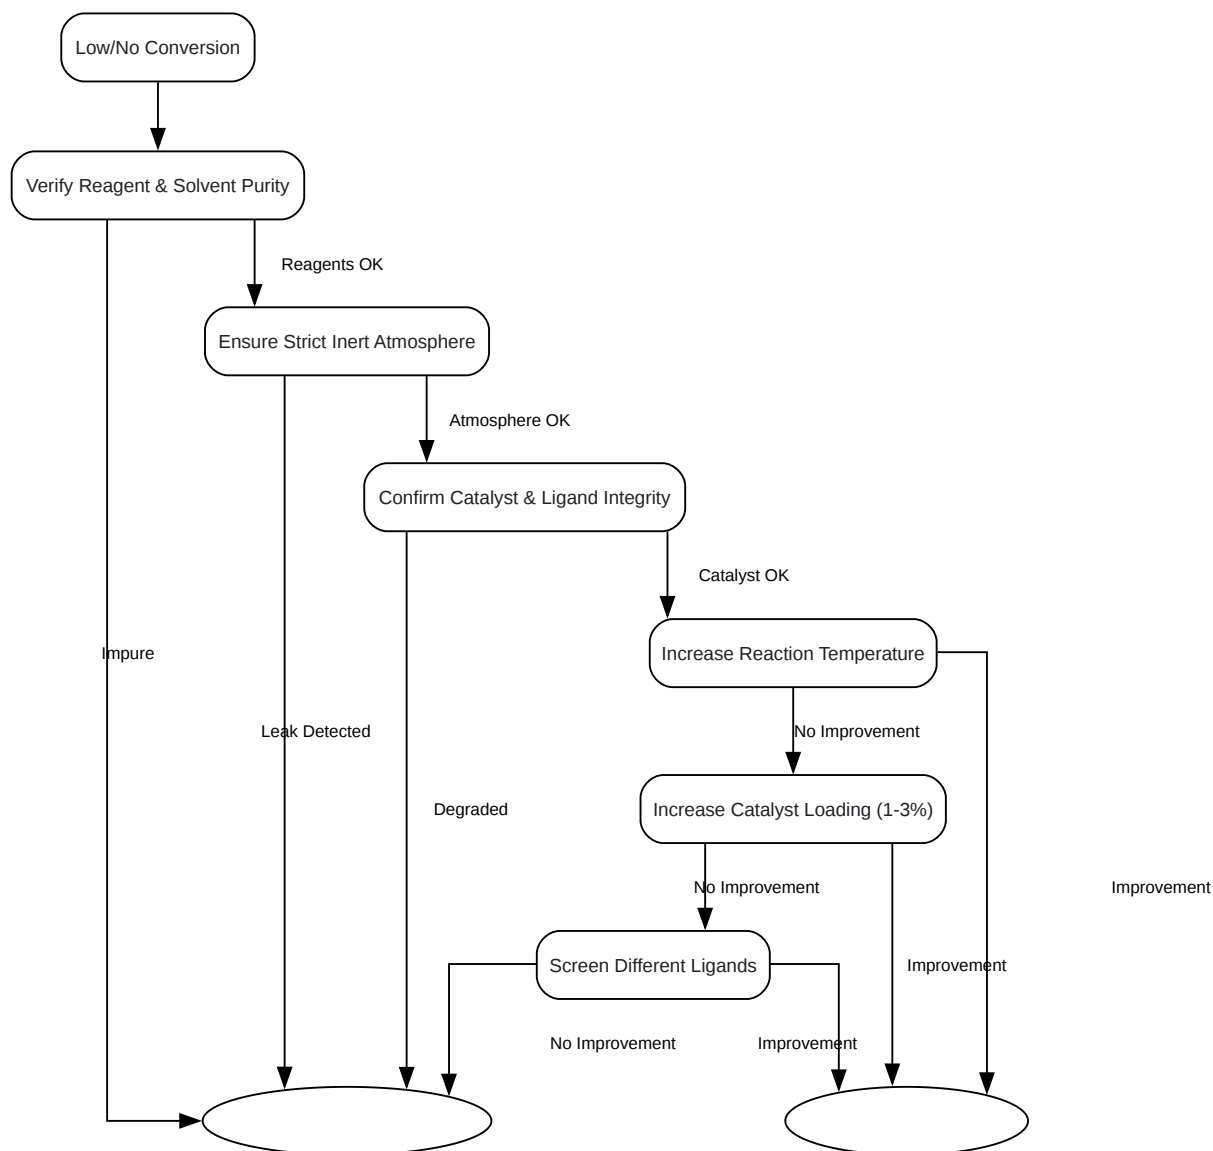 Low/No Conversion
Verify Reagent & Solvent Purity
Reagents OK
Ensure Strict Inert Atmosphere
Atmosphere OK
Confirm Catalyst & Ligand Integrity
Catalyst OK
Impure
Increase Reaction Temperature
Leak Detected
No Improvement
Degraded
Increase Catalyst Loading (1-3%)
No Improvement
Improvement
Screen Different Ligands
Improvement
No Improvement
Improvement